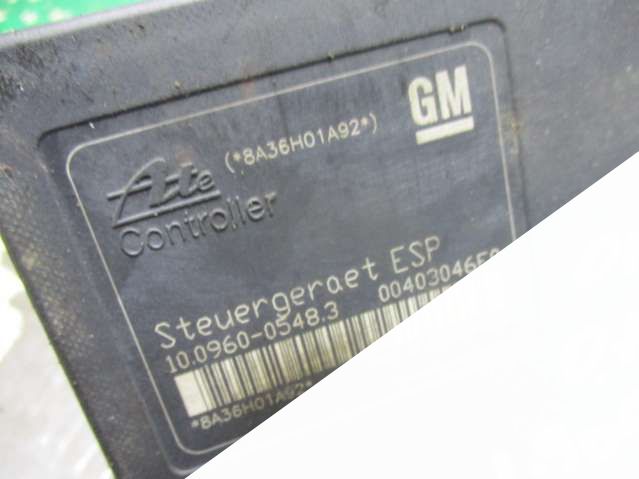 GM
(*8A36H01A92*)
Ate
Controller
Steuergeraet ESP
10.0960-0548.3
*8A36H01A92*